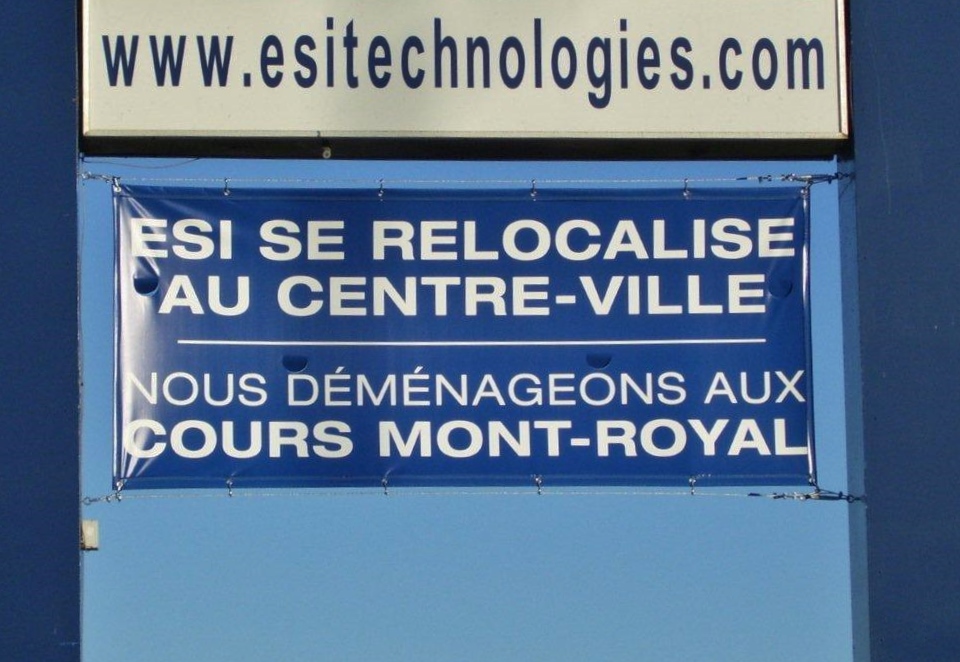 www.esitechnologies.com
ESI SE RELOCALISE
AU CENTRE-VILLE
NOUS DÉMÉNAGEONS AUX
COURS MONT-ROYAL